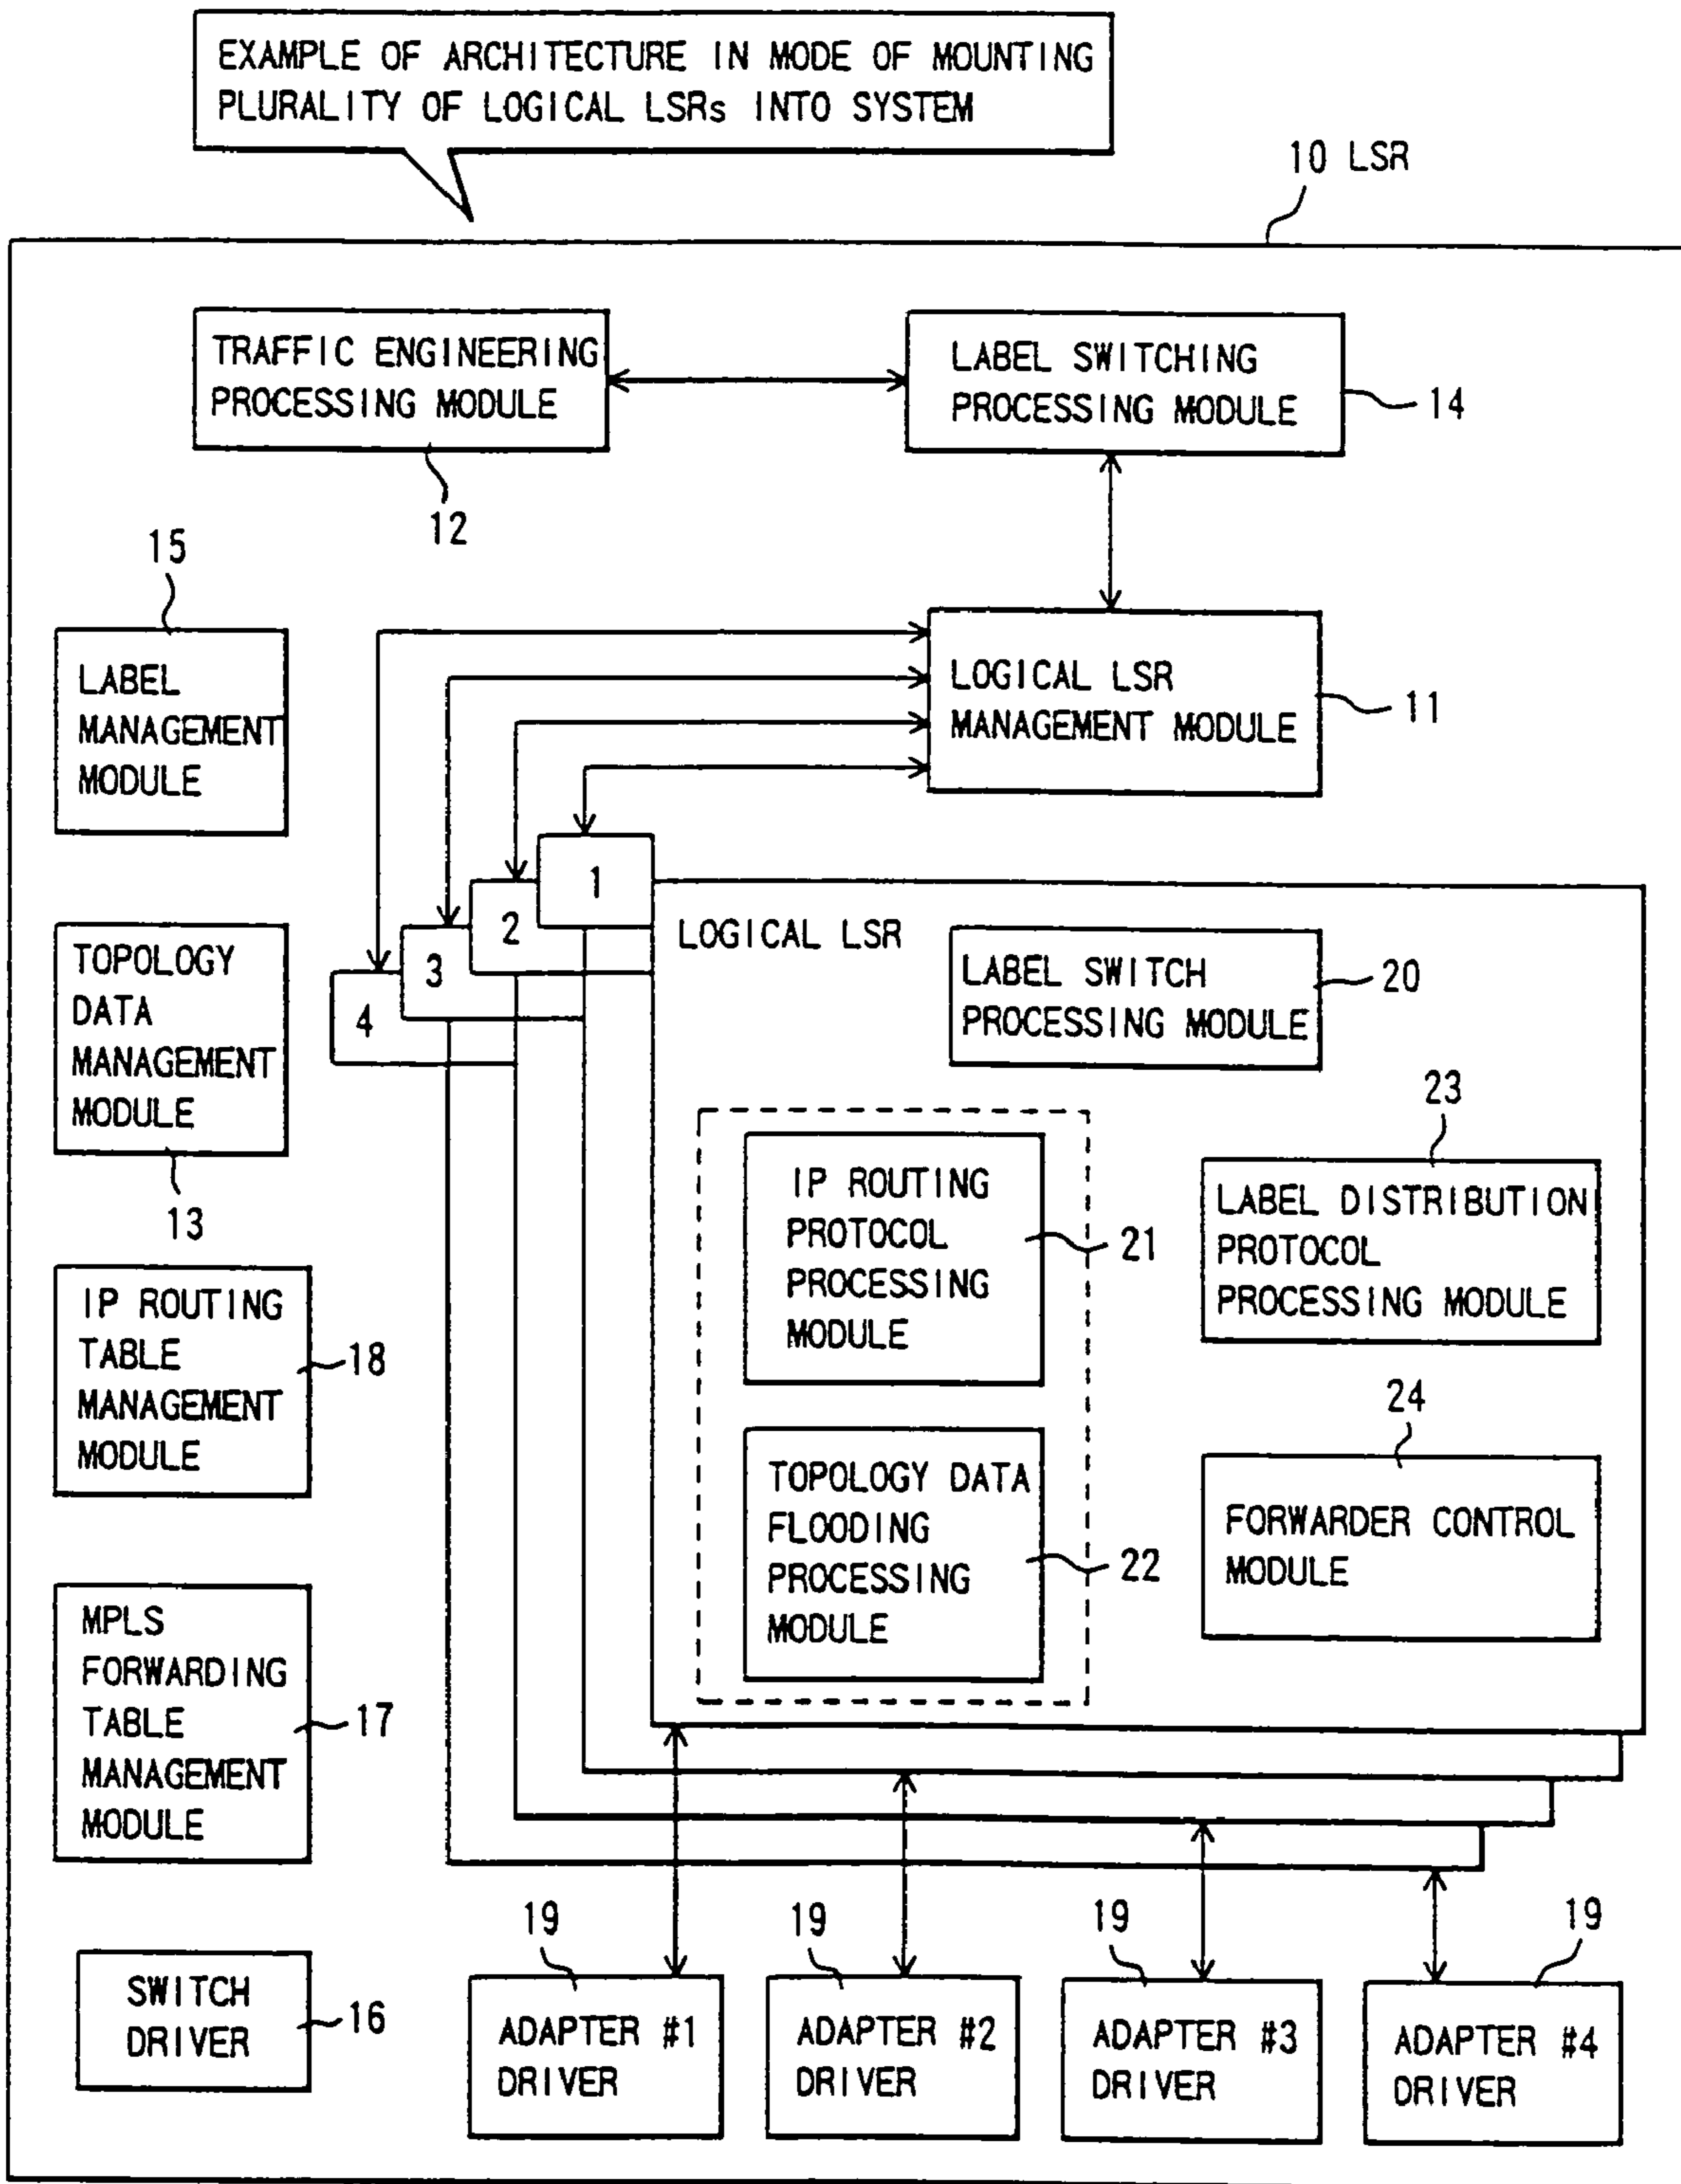 EXAMPLE OF ARCHITECTURE IN MODE OF MOUNTING
PLURALITY OF LOGICAL LSRs INTO SYSTEM
10 LSR
TRAFFIC ENGINEERING
PROCESSING MODULE
12
LABEL SWITCHING
PROCESSING MODULE
14
15
LABEL
MANAGEMENT
MODULE
LOGICAL LSR
MANAGEMENT MODULE
11
1
2
3
4
TOPOLOGY
DATA
MANAGEMENT
MODULE
13
LOGICAL LSR
LABEL SWITCH
PROCESSING MODULE
20
IP ROUTING
PROTOCOL
PROCESSING
MODULE
21
23
LABEL DISTRIBUTION
PROTOCOL
PROCESSING MODULE
IP ROUTING
TABLE
MANAGEMENT
MODULE
18
TOPOLOGY DATA
FLOODING
PROCESSING
MODULE
22
24
FORWARDER CONTROL
MODULE
MPLS
FORWARDING
TABLE
MANAGEMENT
MODULE
17
SWITCH
DRIVER
16
19
ADAPTER #1
DRIVER
19
ADAPTER #2
DRIVER
19
ADAPTER #3
DRIVER
19
ADAPTER #4
DRIVER